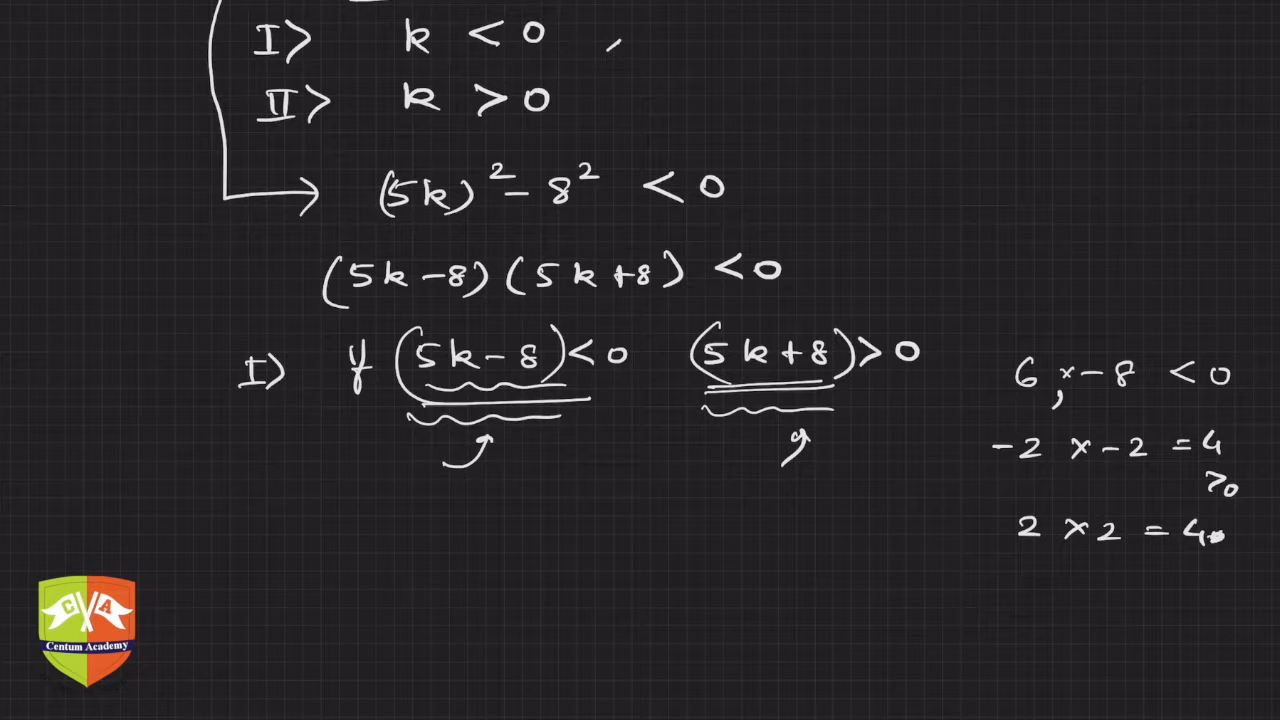 I> k < 0
II> k > 0
(5k)² - 8² < 0
(5k-8)(5k+8) < 0
I) if (5k-8) < 0 (5k+8) > 0
6 × -8 < 0
-2 × -2 = 4
>0
2 × 2 = 4
C A
Centum Academy